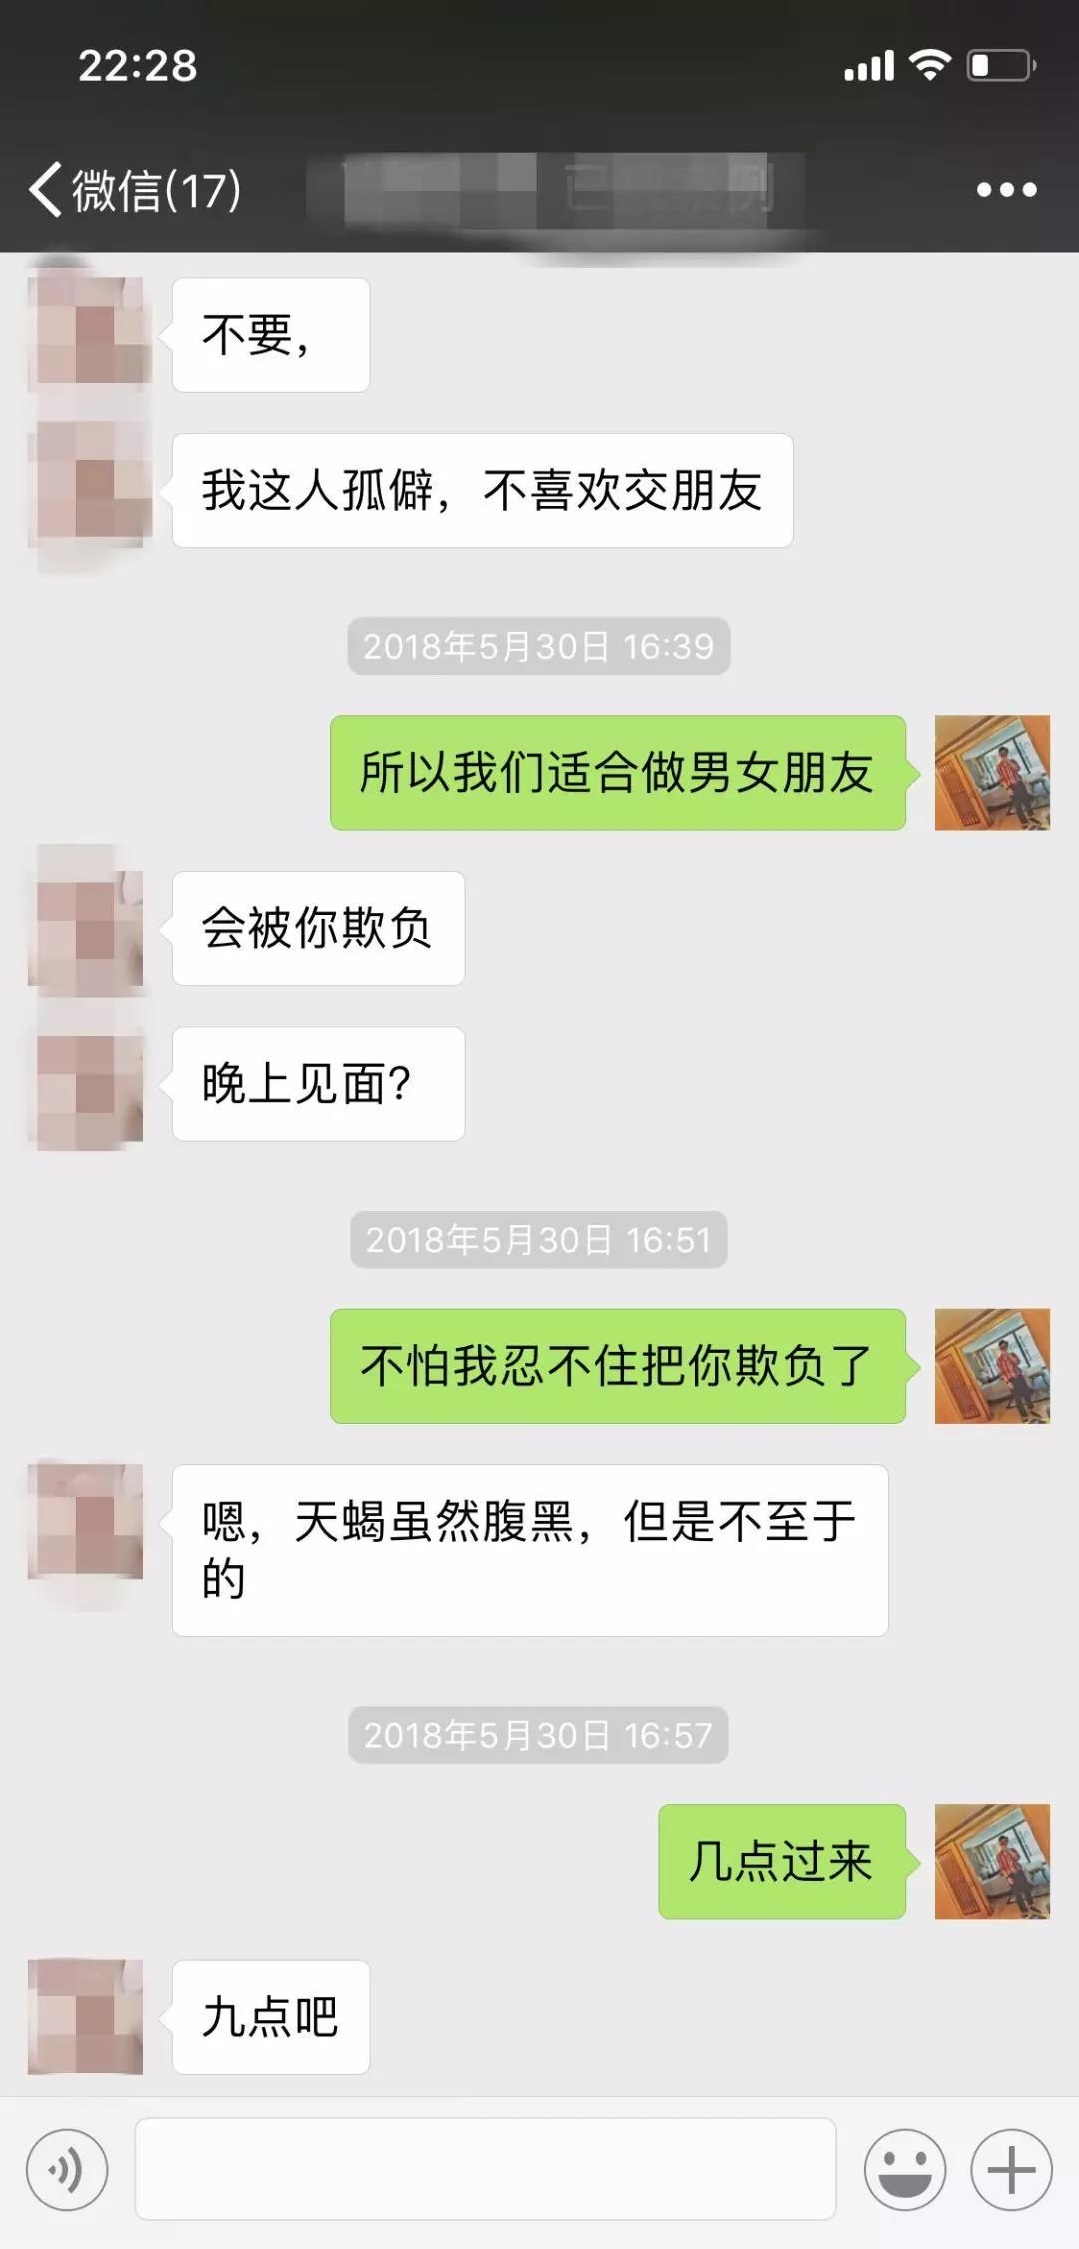 22:28
微信(17)
不要，
我这人孤僻，不喜欢交朋友
2018年5月30日 16:39
所以我们适合做男女朋友
会被你欺负
晚上见面？
2018年5月30日 16:51
不怕我忍不住把你欺负了
嗯，天蝎虽然腹黑，但是不至于
的
2018年5月30日 16:57
几点过来
九点吧